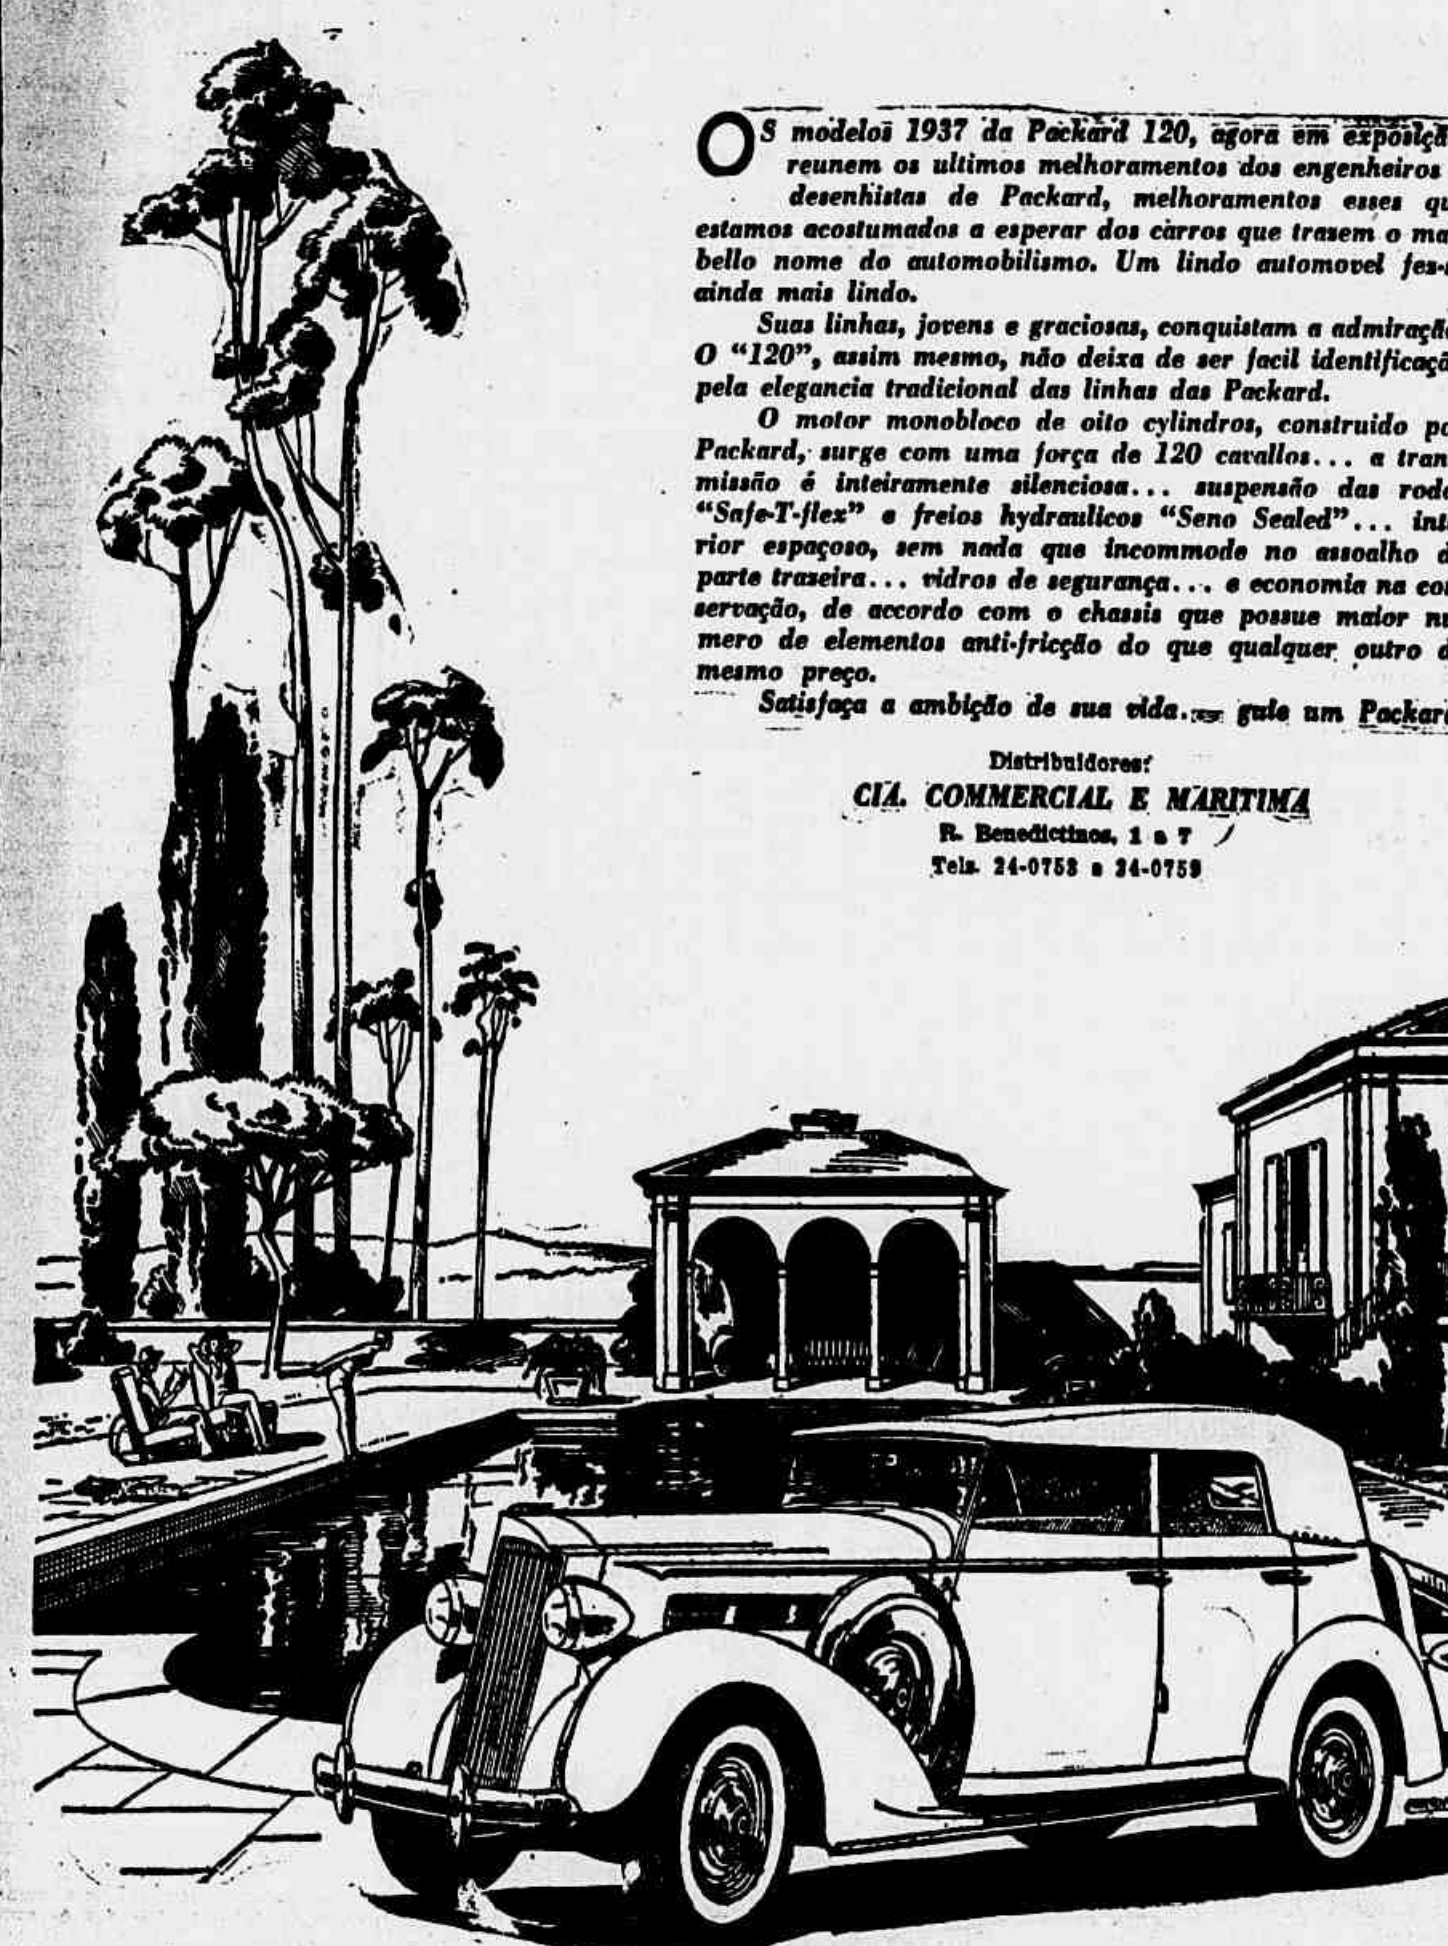 OS modelos 1937 da Packard 120, agora em exposiçã
reunem os ultimos melhoramentos dos engenheiros
desenhistas de Packard, melhoramentos esses qu
estamos acostumados a esperar dos carros que trazem o ma
bello nome do automobilismo. Um lindo automovel fez-
ainda mais lindo.
Suas linhas, jovens e graciosas, conquistam a admiraçã
O "120", assim mesmo, não deixa de ser facil identificaçã
pela elegancia tradicional das linhas das Packard.
O motor monobloco de oito cylindros, construido po
Packard, surge com uma força de 120 cavallos... a trans
missão é inteiramente silenciosa... suspensão das roda
"Safe-T-flex" e freios hydraulicos "Seno Sealed"... inte
rior espaçoso, sem nada que incommode no assoalho d
parte trazeira... vidros de segurança... e economia na con
servação, de accordo com o chassis que possue maior nu
mero de elementos anti-fricção do que qualquer outro d
mesmo preço.
Satisfaça a ambição de sua vida... guie um Packard
Distribuidores:
CIA. COMMERCIAL E MARITIMA
R. Benedictinos, 1 a 7
Tels. 24-0758 e 24-0759